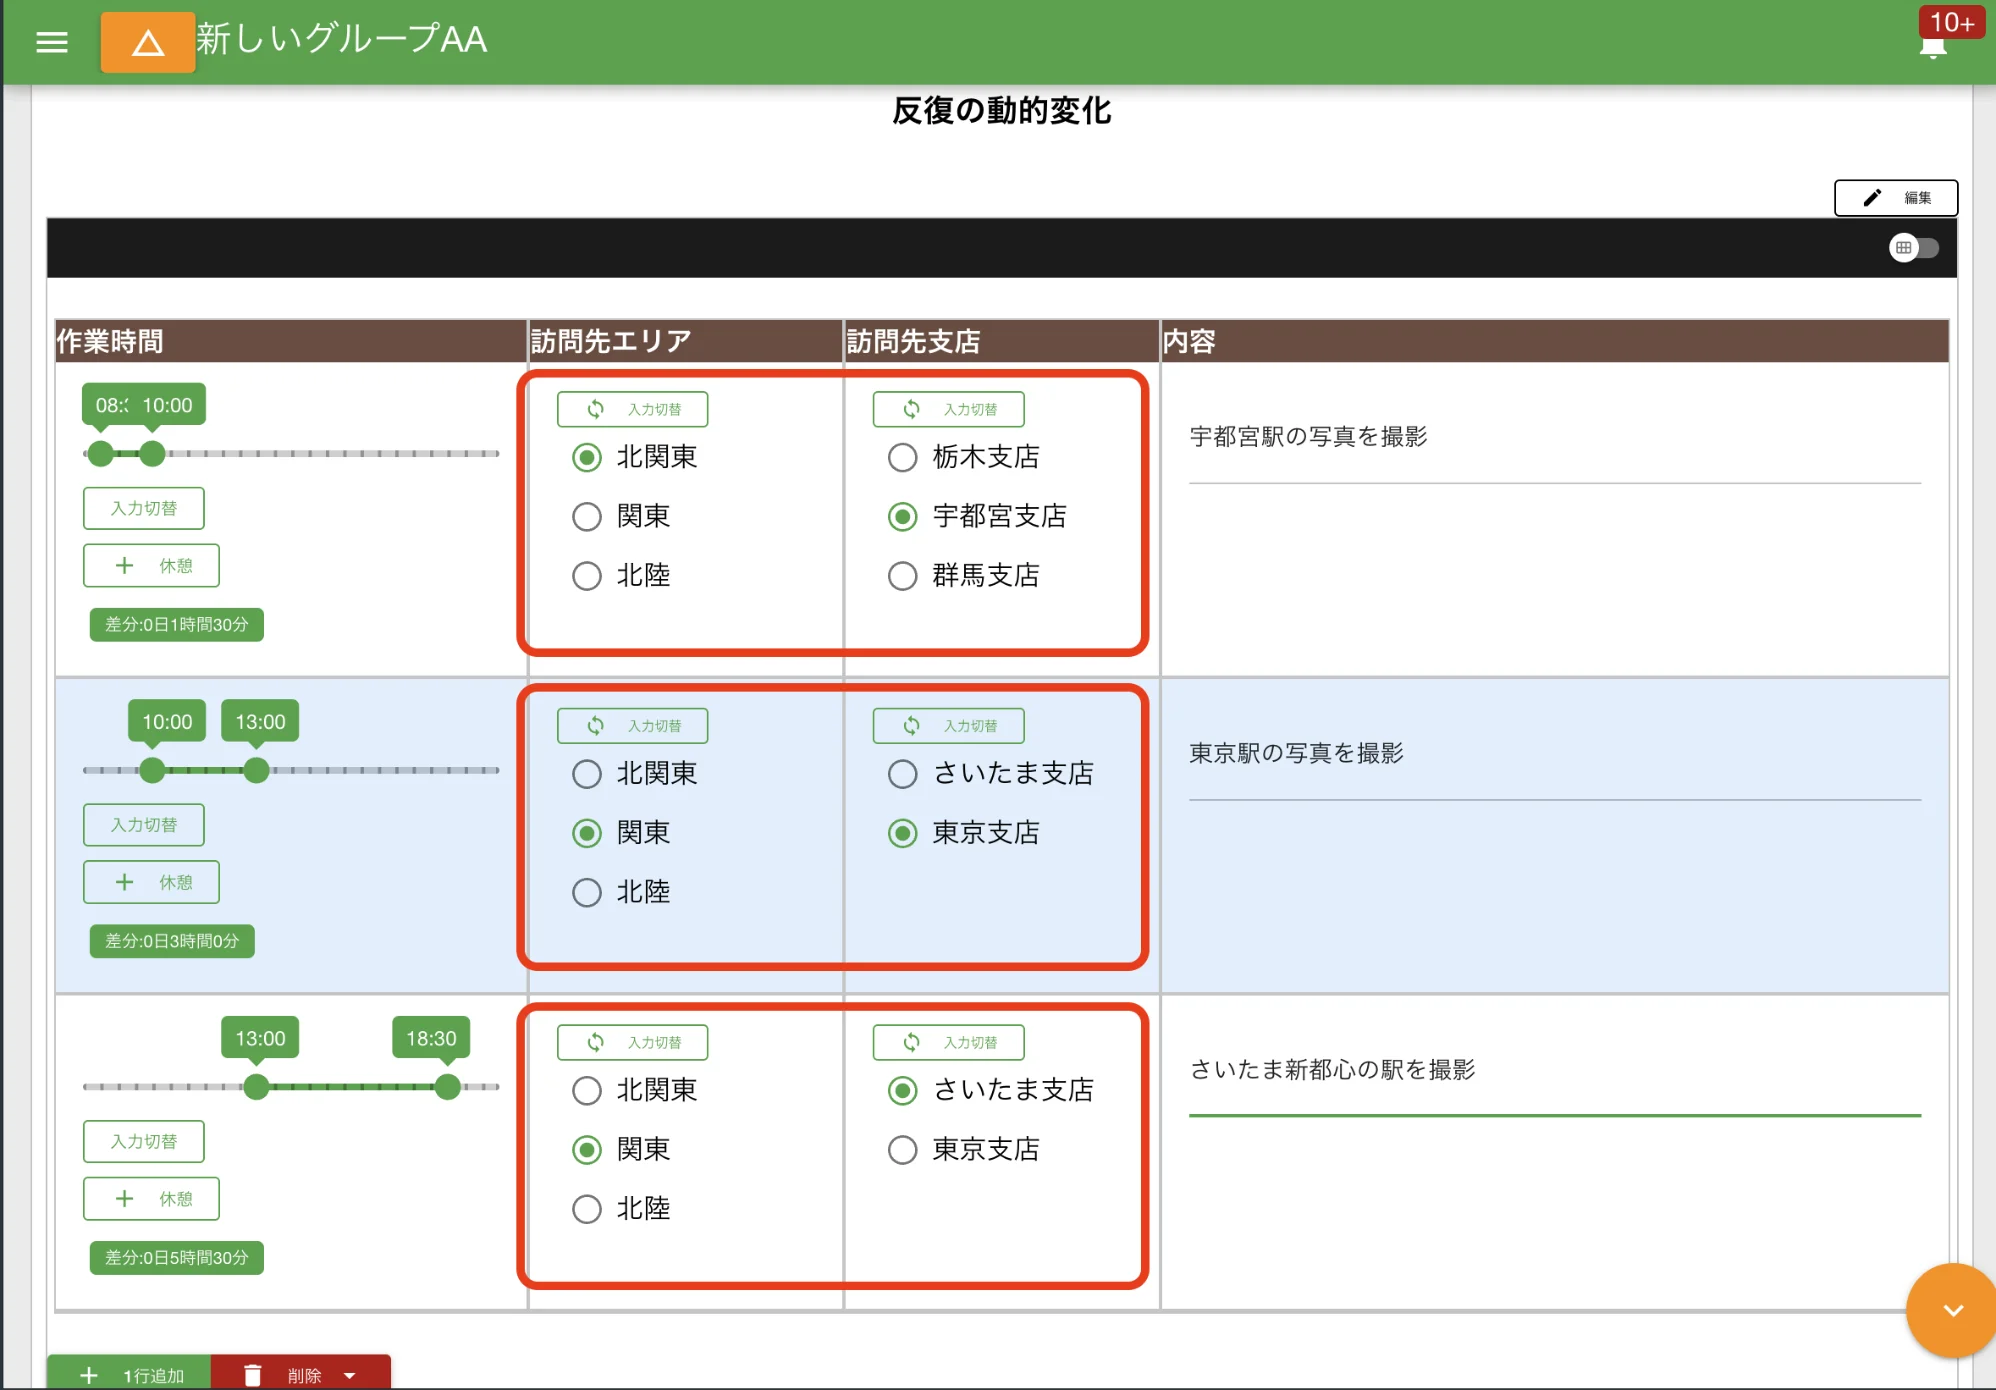 新しいグループAA
10+
反復の動的変化
編集
作業時間
訪問先エリア
訪問先支店
内容
10:00
入力切替
休憩
差分:0日1時間30分
入力切替
北関東
関東
北陸
入力切替
栃木支店
宇都宮支店
群馬支店
宇都宮駅の写真を撮影
10:00
13:00
入力切替
休憩
差分:0日3時間0分
入力切替
北関東
関東
北陸
入力切替
さいたま支店
東京支店
東京駅の写真を撮影
13:00
18:30
入力切替
休憩
差分:0日5時間30分
入力切替
北関東
関東
北陸
入力切替
さいたま支店
東京支店
さいたま新都心の駅を撮影
1行追加
削除